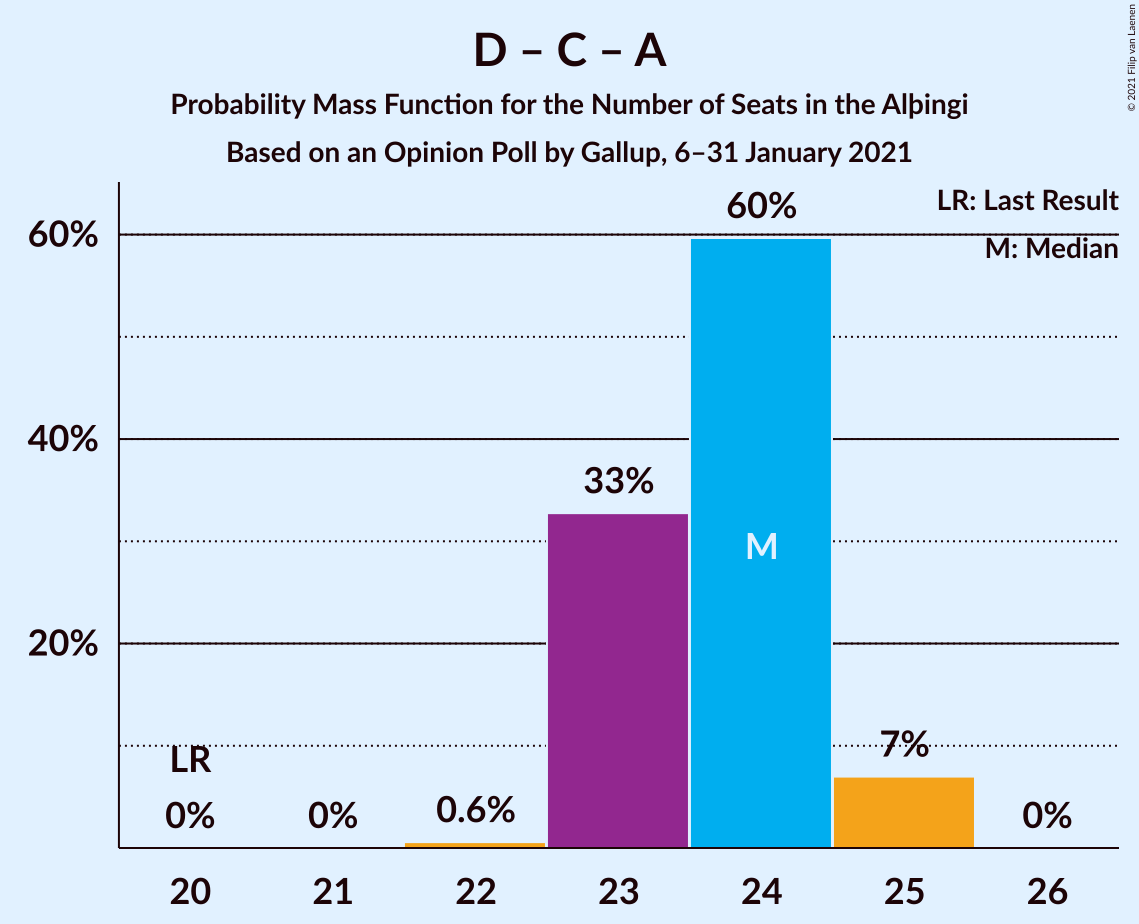 D – C – A
Probability Mass Function for the Number of Seats in the Alþingi
Based on an Opinion Poll by Gallup, 6–31 January 2021
© 2021 Filip van Laenen
LR: Last Result
M: Median
60%
40%
20%
LR
0%
0%
0.6%
33%
60%
M
7%
0%
20 21 22 23 24 25 26